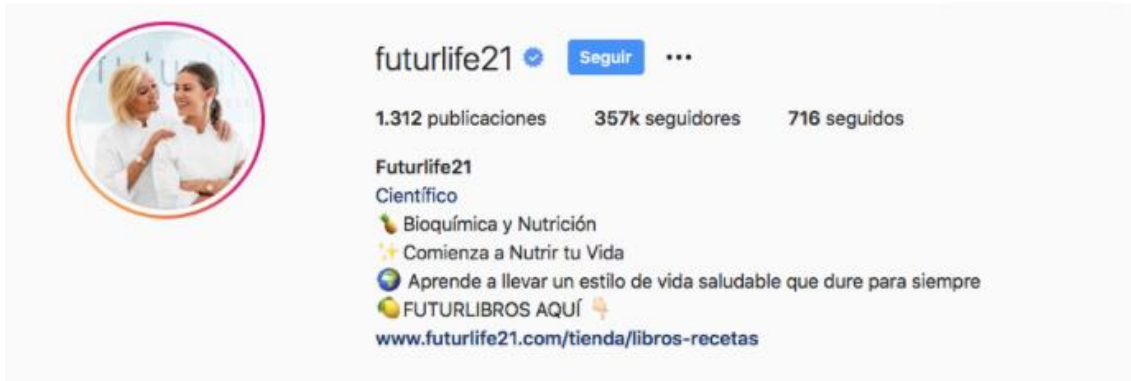 futurlife21 Seguir •••
1.312 publicaciones 357k seguidores 716 seguidos
Futurlife21
Científico
🍍 Bioquímica y Nutrición
✨ Comienza a Nutrir tu Vida
🌍 Aprende a llevar un estilo de vida saludable que dure para siempre
🍋 FUTURLIBROS AQUÍ 👇🏻
www.futurlife21.com/tienda/libros-recetas